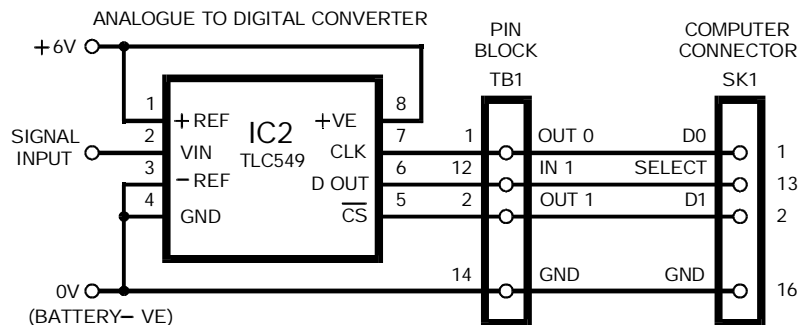 ANALOGUE TO DIGITAL CONVERTER
PIN
BLOCK
TB1
COMPUTER
CONNECTOR
SK1
+6V
SIGNAL
INPUT
0V
(BATTERY– VE)
1
2
3
4
+REF
VIN
–REF
GND
IC2
TLC549
+VE
CLK
D OUT
CS
8
7
6
5
1
12
2
14
OUT 0
IN 1
OUT 1
GND
D0
SELECT
D1
GND
1
13
2
16